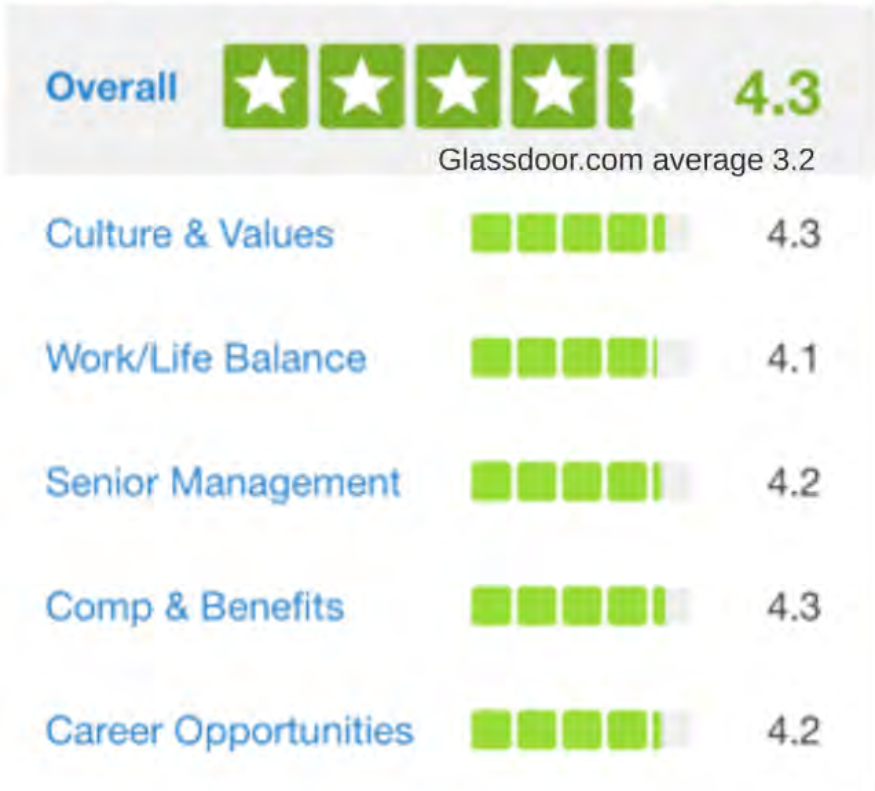 Overall 4.3
Glassdoor.com average 3.2
Culture & Values 4.3
Work/Life Balance 4.1
Senior Management 4.2
Comp & Benefits 4.3
Career Opportunities 4.2